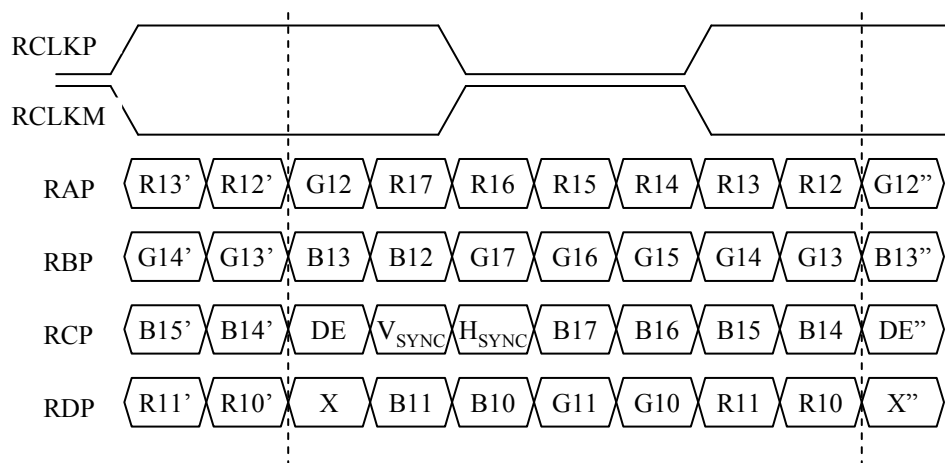 RCLKP
RCLKM
RAP R13’ R12’ G12 R17 R16 R15 R14 R13 R12 G12”
RBP G14’ G13’ B13 B12 G17 G16 G15 G14 G13 B13”
RCP B15’ B14’ DE VSYNC HSYNC B17 B16 B15 B14 DE”
RDP R11’ R10’ X B11 B10 G11 G10 R11 R10 X”